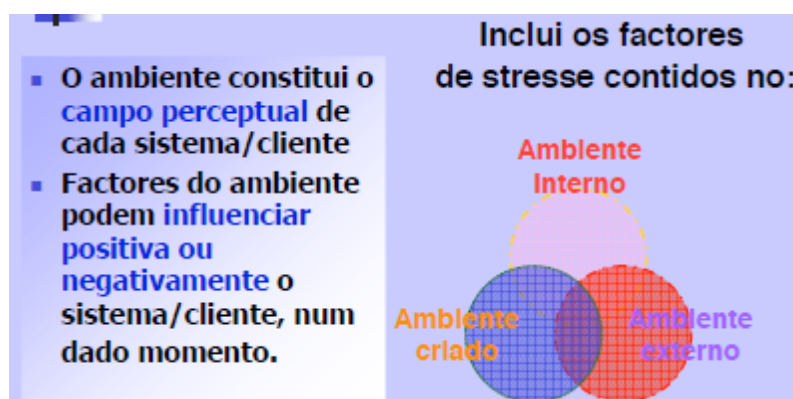 O ambiente constitui o
campo perceptual de
cada sistema/cliente
Factores do ambiente
podem influenciar
positiva ou
negativamente o
sistema/cliente, num
dado momento.
Inclui os factores
de stresse contidos no:
Ambiente
Interno
Ambiente
criado
Ambiente
externo